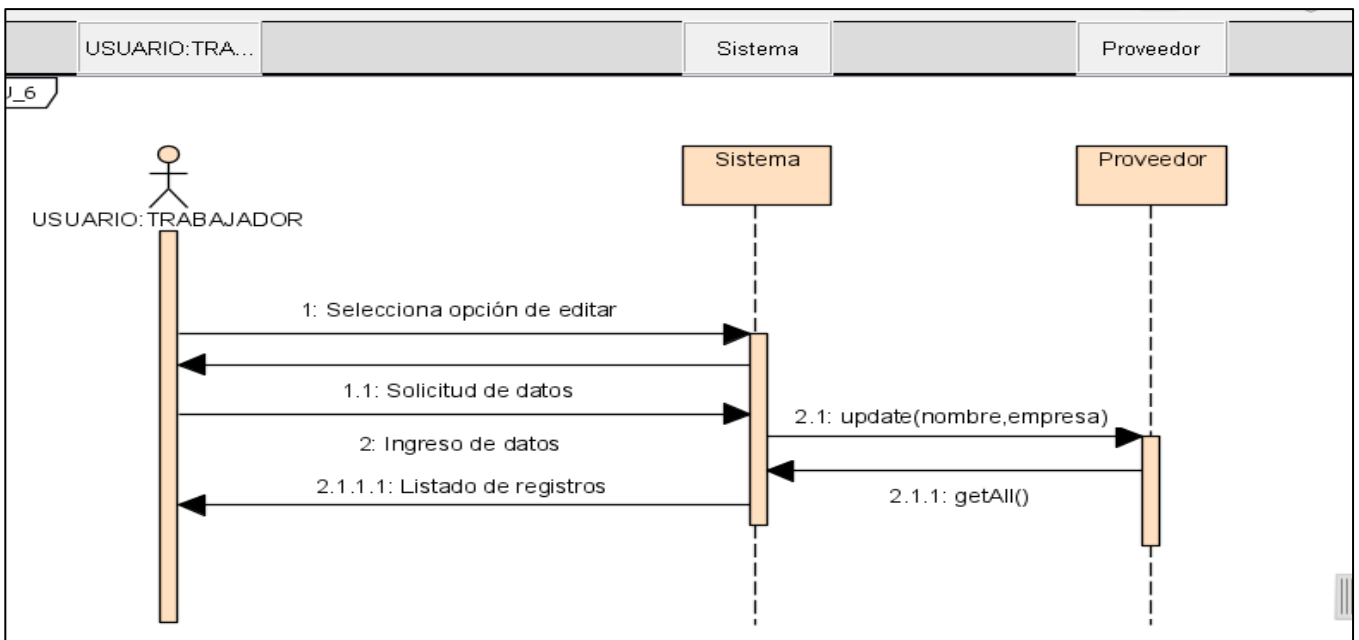 USUARIO:TRA...
Sistema
Proveedor
J_6
Sistema
Proveedor
USUARIO:TRABAJADOR
1: Selecciona opción de editar
1.1: Solicitud de datos
2.1: update(nombre,empresa)
2: Ingreso de datos
2.1.1.1: Listado de registros
2.1.1: getAll()